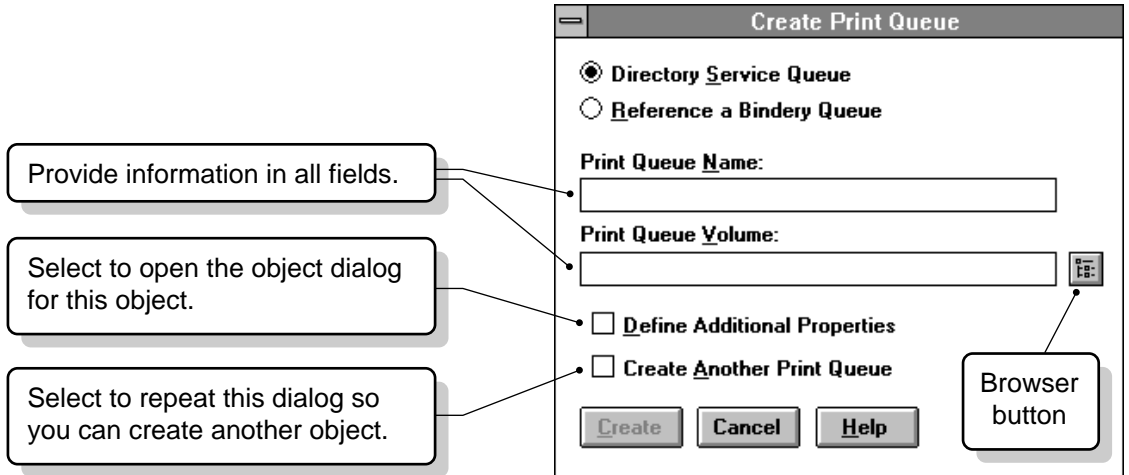 Create Print Queue
Directory Service Queue
Reference a Bindery Queue
Provide information in all fields.
Print Queue Name:
Print Queue Volume:
Select to open the object dialog
for this object.
Define Additional Properties
Create Another Print Queue
Select to repeat this dialog so
you can create another object.
Browser
button
Create Cancel Help